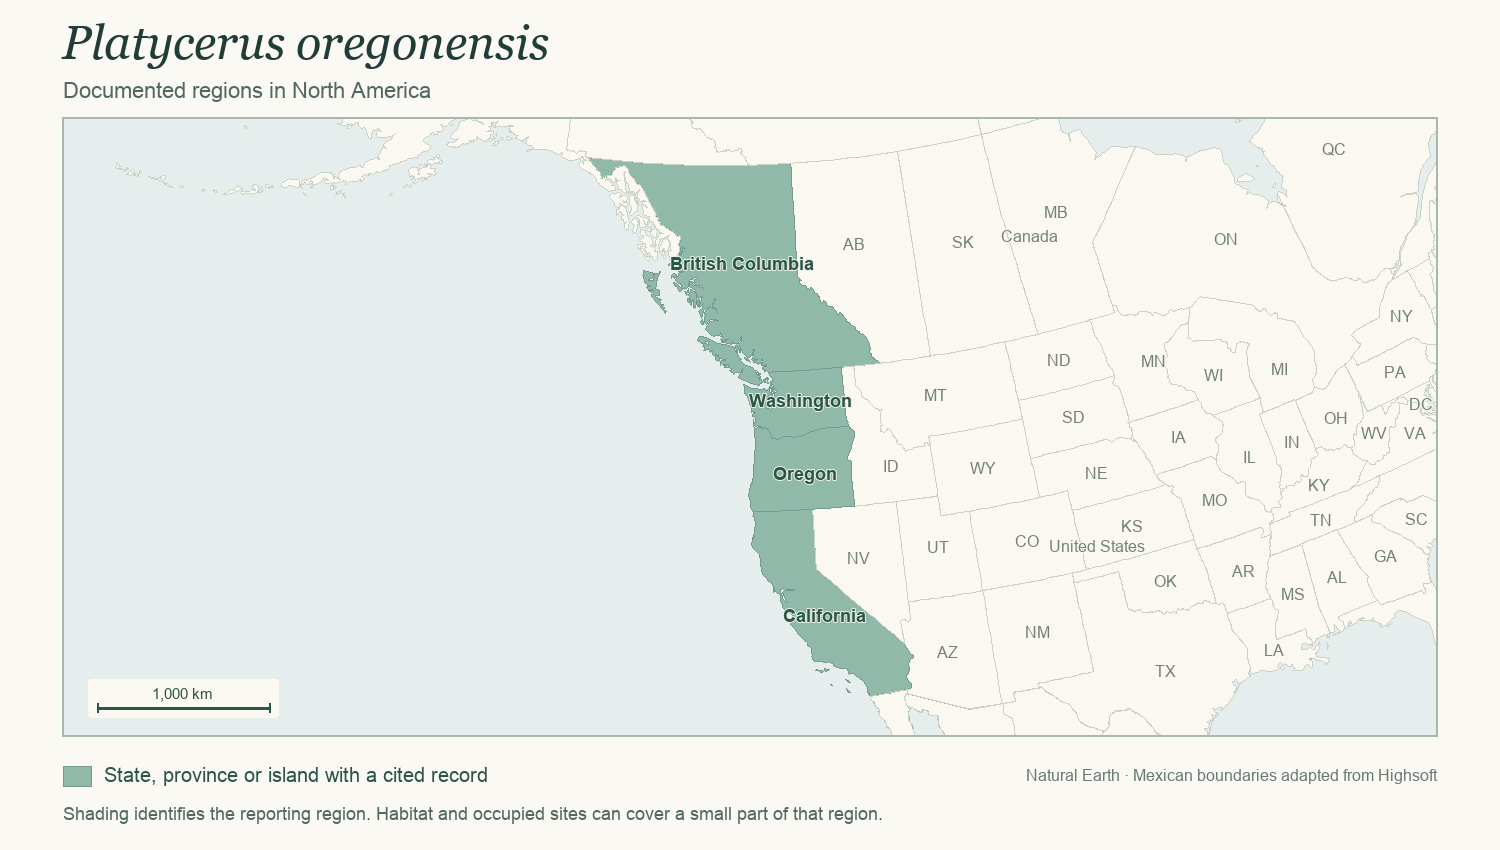 Platycerus oregonensis
Documented regions in North America
QC
MB
Canada
ON
AB
SK
British Columbia
NY
ND
MN
WI
MI
PA
MT
Washington
DC
SD
OH
WV
VA
IA
IN
IL
Oregon
ID
WY
NE
KY
MO
TN
SC
KS
CO
United States
UT
NV
GA
AR
AL
OK
MS
California
NM
AZ
LA
TX
1,000 km
State, province or island with a cited record
Natural Earth · Mexican boundaries adapted from Highsoft
Shading identifies the reporting region. Habitat and occupied sites can cover a small part of that region.